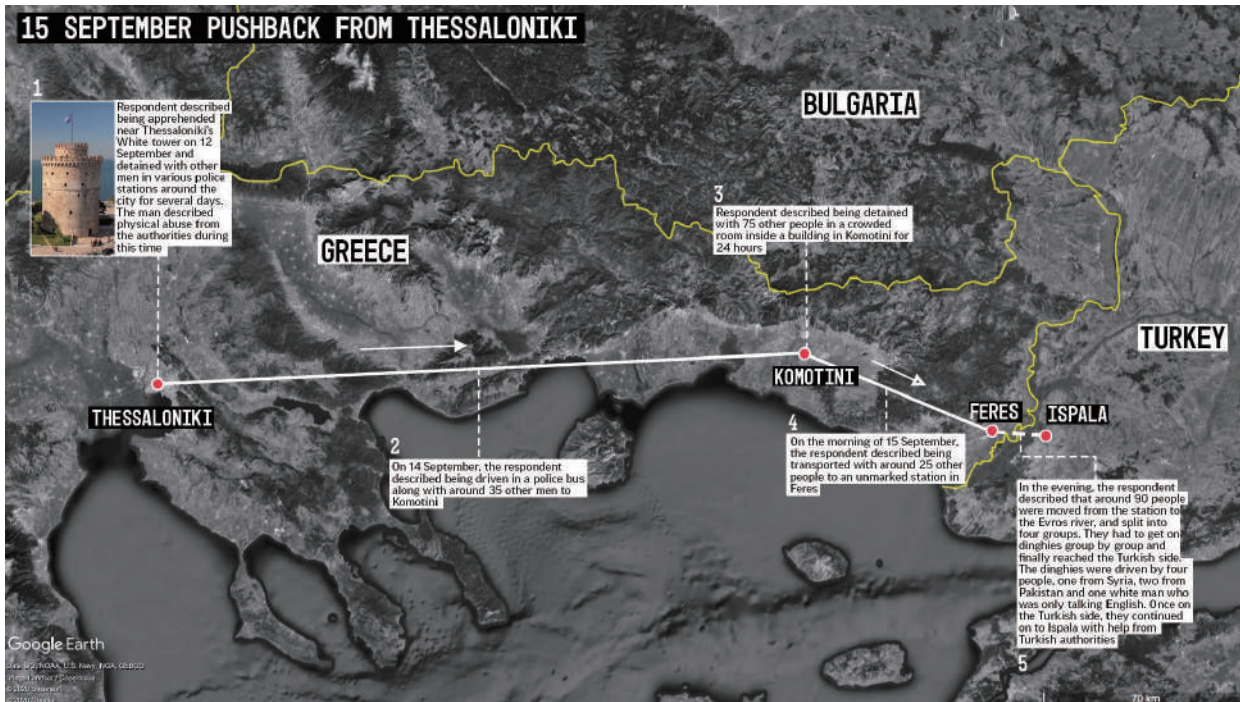 15 SEPTEMBER PUSHBACK FROM THESSALONIKI
1
Respondent described
being apprehended
near Thessaloniki's
White tower on 12
September and
detained with other
men in various police
stations around the
city for several days.
The man described
physical abuse from
the authorities during
this time
BULGARIA
GREECE
TURKEY
3
Respondent described being detained
with 75 other people in a crowded
room inside a building in Komotini for
24 hours
THESSALONIKI
KOMOTINI
FERES
ISPALA
2
On 14 September, the respondent
described being driven in a police bus
along with around 35 other men to
Komotini
4
On the morning of 15 September,
the respondent described being
transported with around 25 other
people to an unmarked station in
Feres
In the evening, the respondent
described that around 90 people
were moved from the station to
the Evros river, and split into
four groups. They had to get on
dinghies group by group and
finally reached the Turkish side.
The dinghies were driven by four
people, one from Syria, two from
Pakistan and one white man who
was only talking English. Once on
the Turkish side, they continued
on to Ispala with help from
Turkish authorities
5
Google Earth
NOAA, U.S. Navy, NGA, GEBCO
70 km